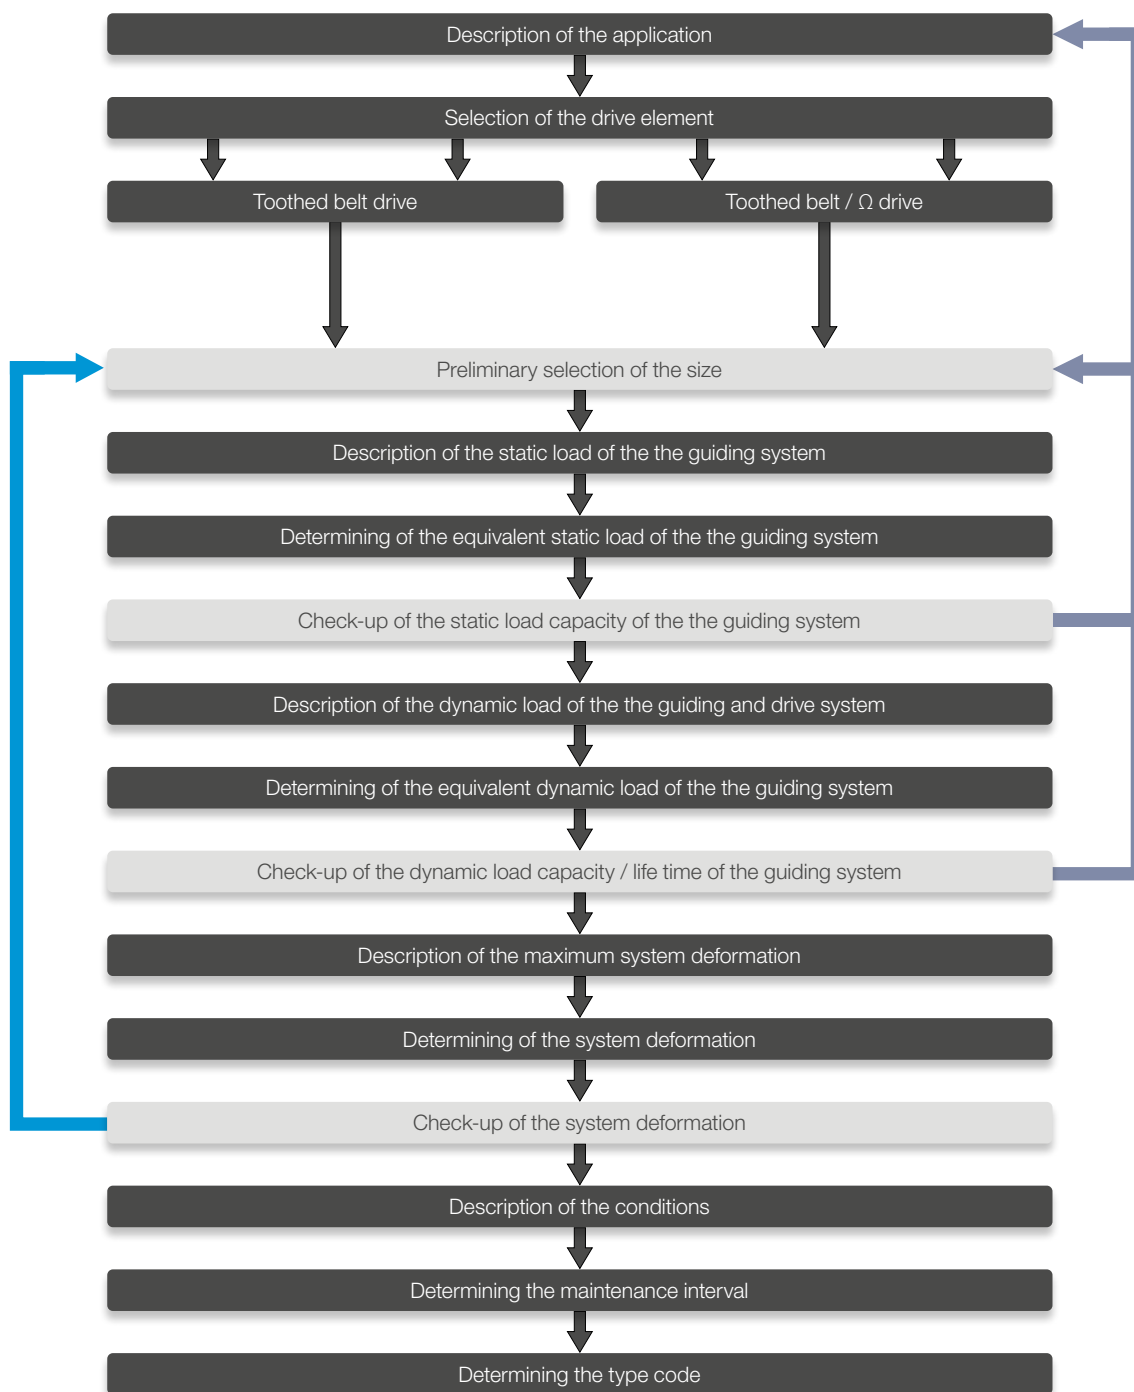 Description of the application
Selection of the drive element
Toothed belt drive
Toothed belt / Ω drive
Preliminary selection of the size
Description of the static load of the the guiding system
Determining of the equivalent static load of the the guiding system
Check-up of the static load capacity of the the guiding system
Description of the dynamic load of the the guiding and drive system
Determining of the equivalent dynamic load of the the guiding system
Check-up of the dynamic load capacity / life time of the guiding system
Description of the maximum system deformation
Determining of the system deformation
Check-up of the system deformation
Description of the conditions
Determining the maintenance interval
Determining the type code